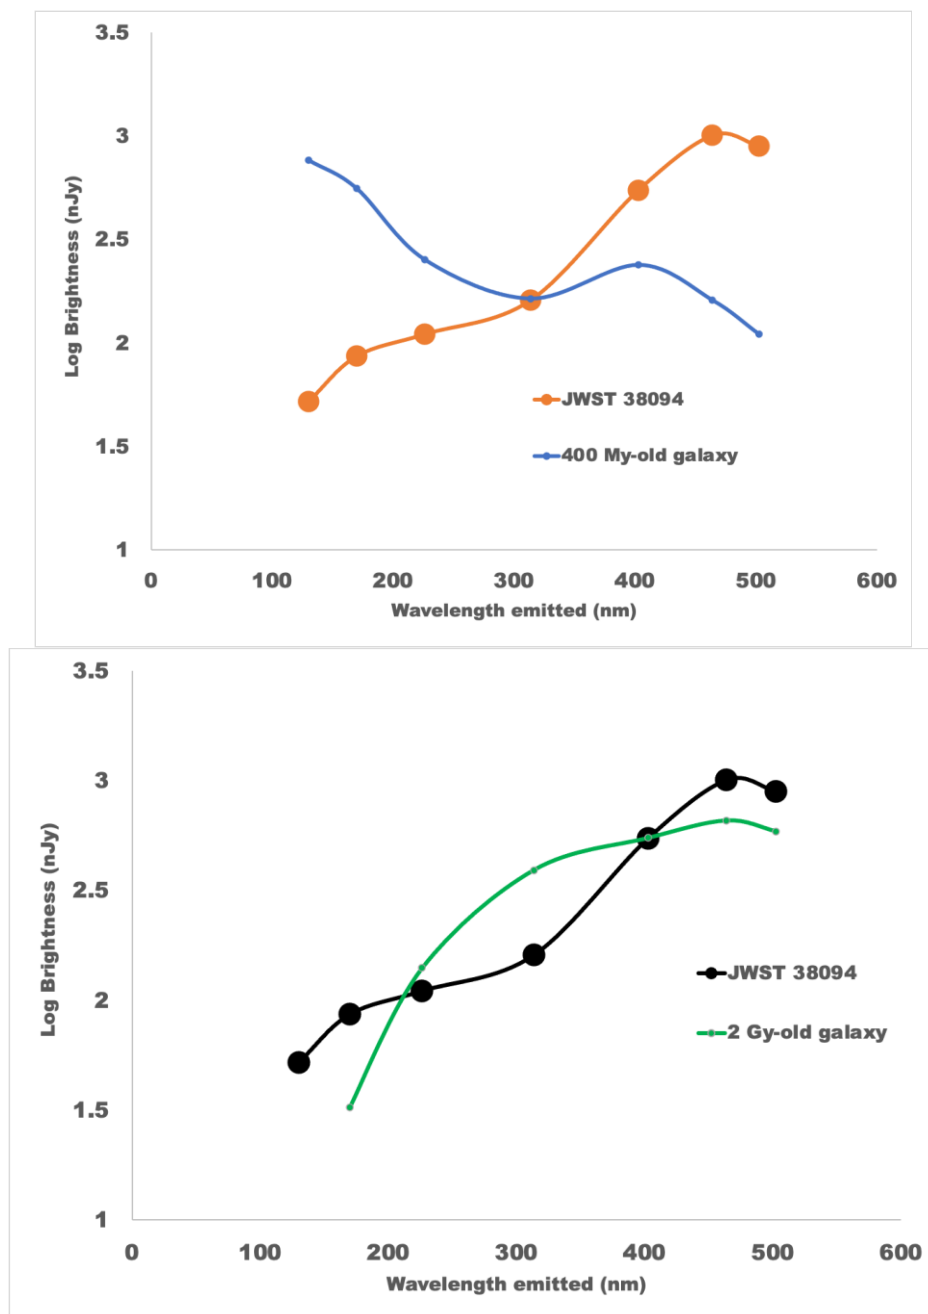 3.5
3
2.5
2
1.5
1
Log Brightness (nJy)
JWST 38094
400 My-old galaxy
0 100 200 300 400 500 600
Wavelength emitted (nm)
3.5
3
2.5
2
1.5
1
Log Brightness (nJy)
JWST 38094
2 Gy-old galaxy
0 100 200 300 400 500 600
Wavelength emitted (nm)